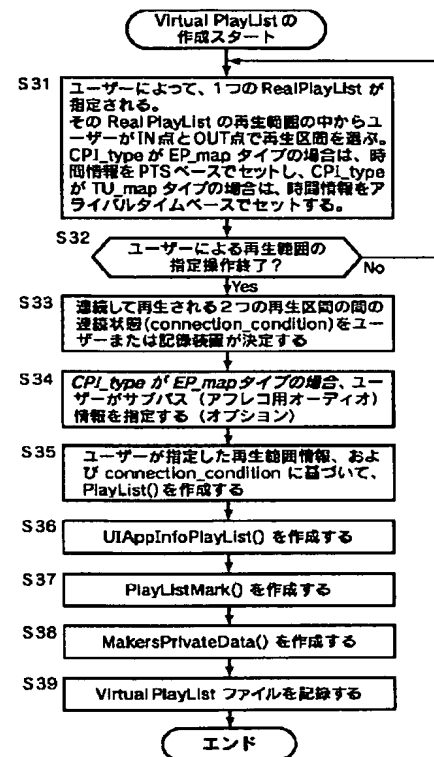 Virtual PlayList の
作成スタート
S31
ユーザーによって、1つの RealPlayList が
指定される。
その Real PlayList の再生範囲の中からユ
ーザーがIN点とOUT点で再生区間を選ぶ。
CPI_type が EP_map タイプの場合は、時
間情報を PTS ベースでセットし、CPI_type
が TU_map タイプの場合は、時間情報をア
ライバルタイムベースでセットする。
S32
ユーザーによる再生範囲の
指定操作終了？
No
Yes
S33
連続して再生される2つの再生区間の間の
連接状態(connection_condition)をユー
ザーまたは記録装置が決定する
S34
CPI_type が EP_mapタイプの場合、ユー
ザーがサブパス（アフレコ用オーディオ）
情報を指定する（オプション）
S35
ユーザーが指定した再生範囲情報、およ
び connection_condition に基づいて、
PlayList()を作成する
S36
UIAppInfoPlayList() を作成する
S37
PlayListMark() を作成する
S38
MakersPrivateData() を作成する
S39
Virtual PlayList ファイルを記録する
エンド